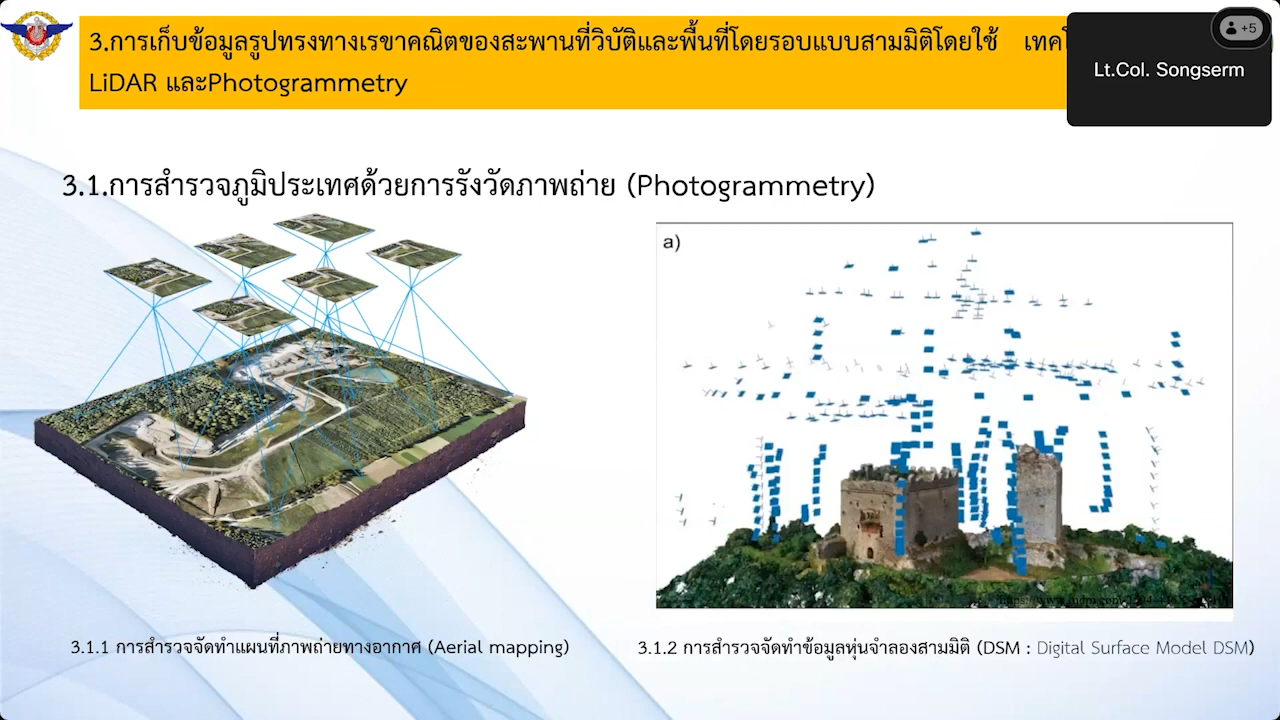 3.การเก็บข้อมูลรูปทรงทางเรขาคณิตของสะพานที่วิบัติและพื้นที่โดยรอบแบบสามมิติโดยใช้
LiDAR และPhotogrammetry
+5
Lt.Col. Songserm
3.1.การสำรวจภูมิประเทศด้วยการรังวัดภาพถ่าย (Photogrammetry)
a)
3.1.1 การสำรวจจัดทำแผนที่ภาพถ่ายทางอากาศ (Aerial mapping)
3.1.2 การสำรวจจัดทำข้อมูลหุ่นจำลองสามมิติ (DSM : Digital Surface Model DSM)